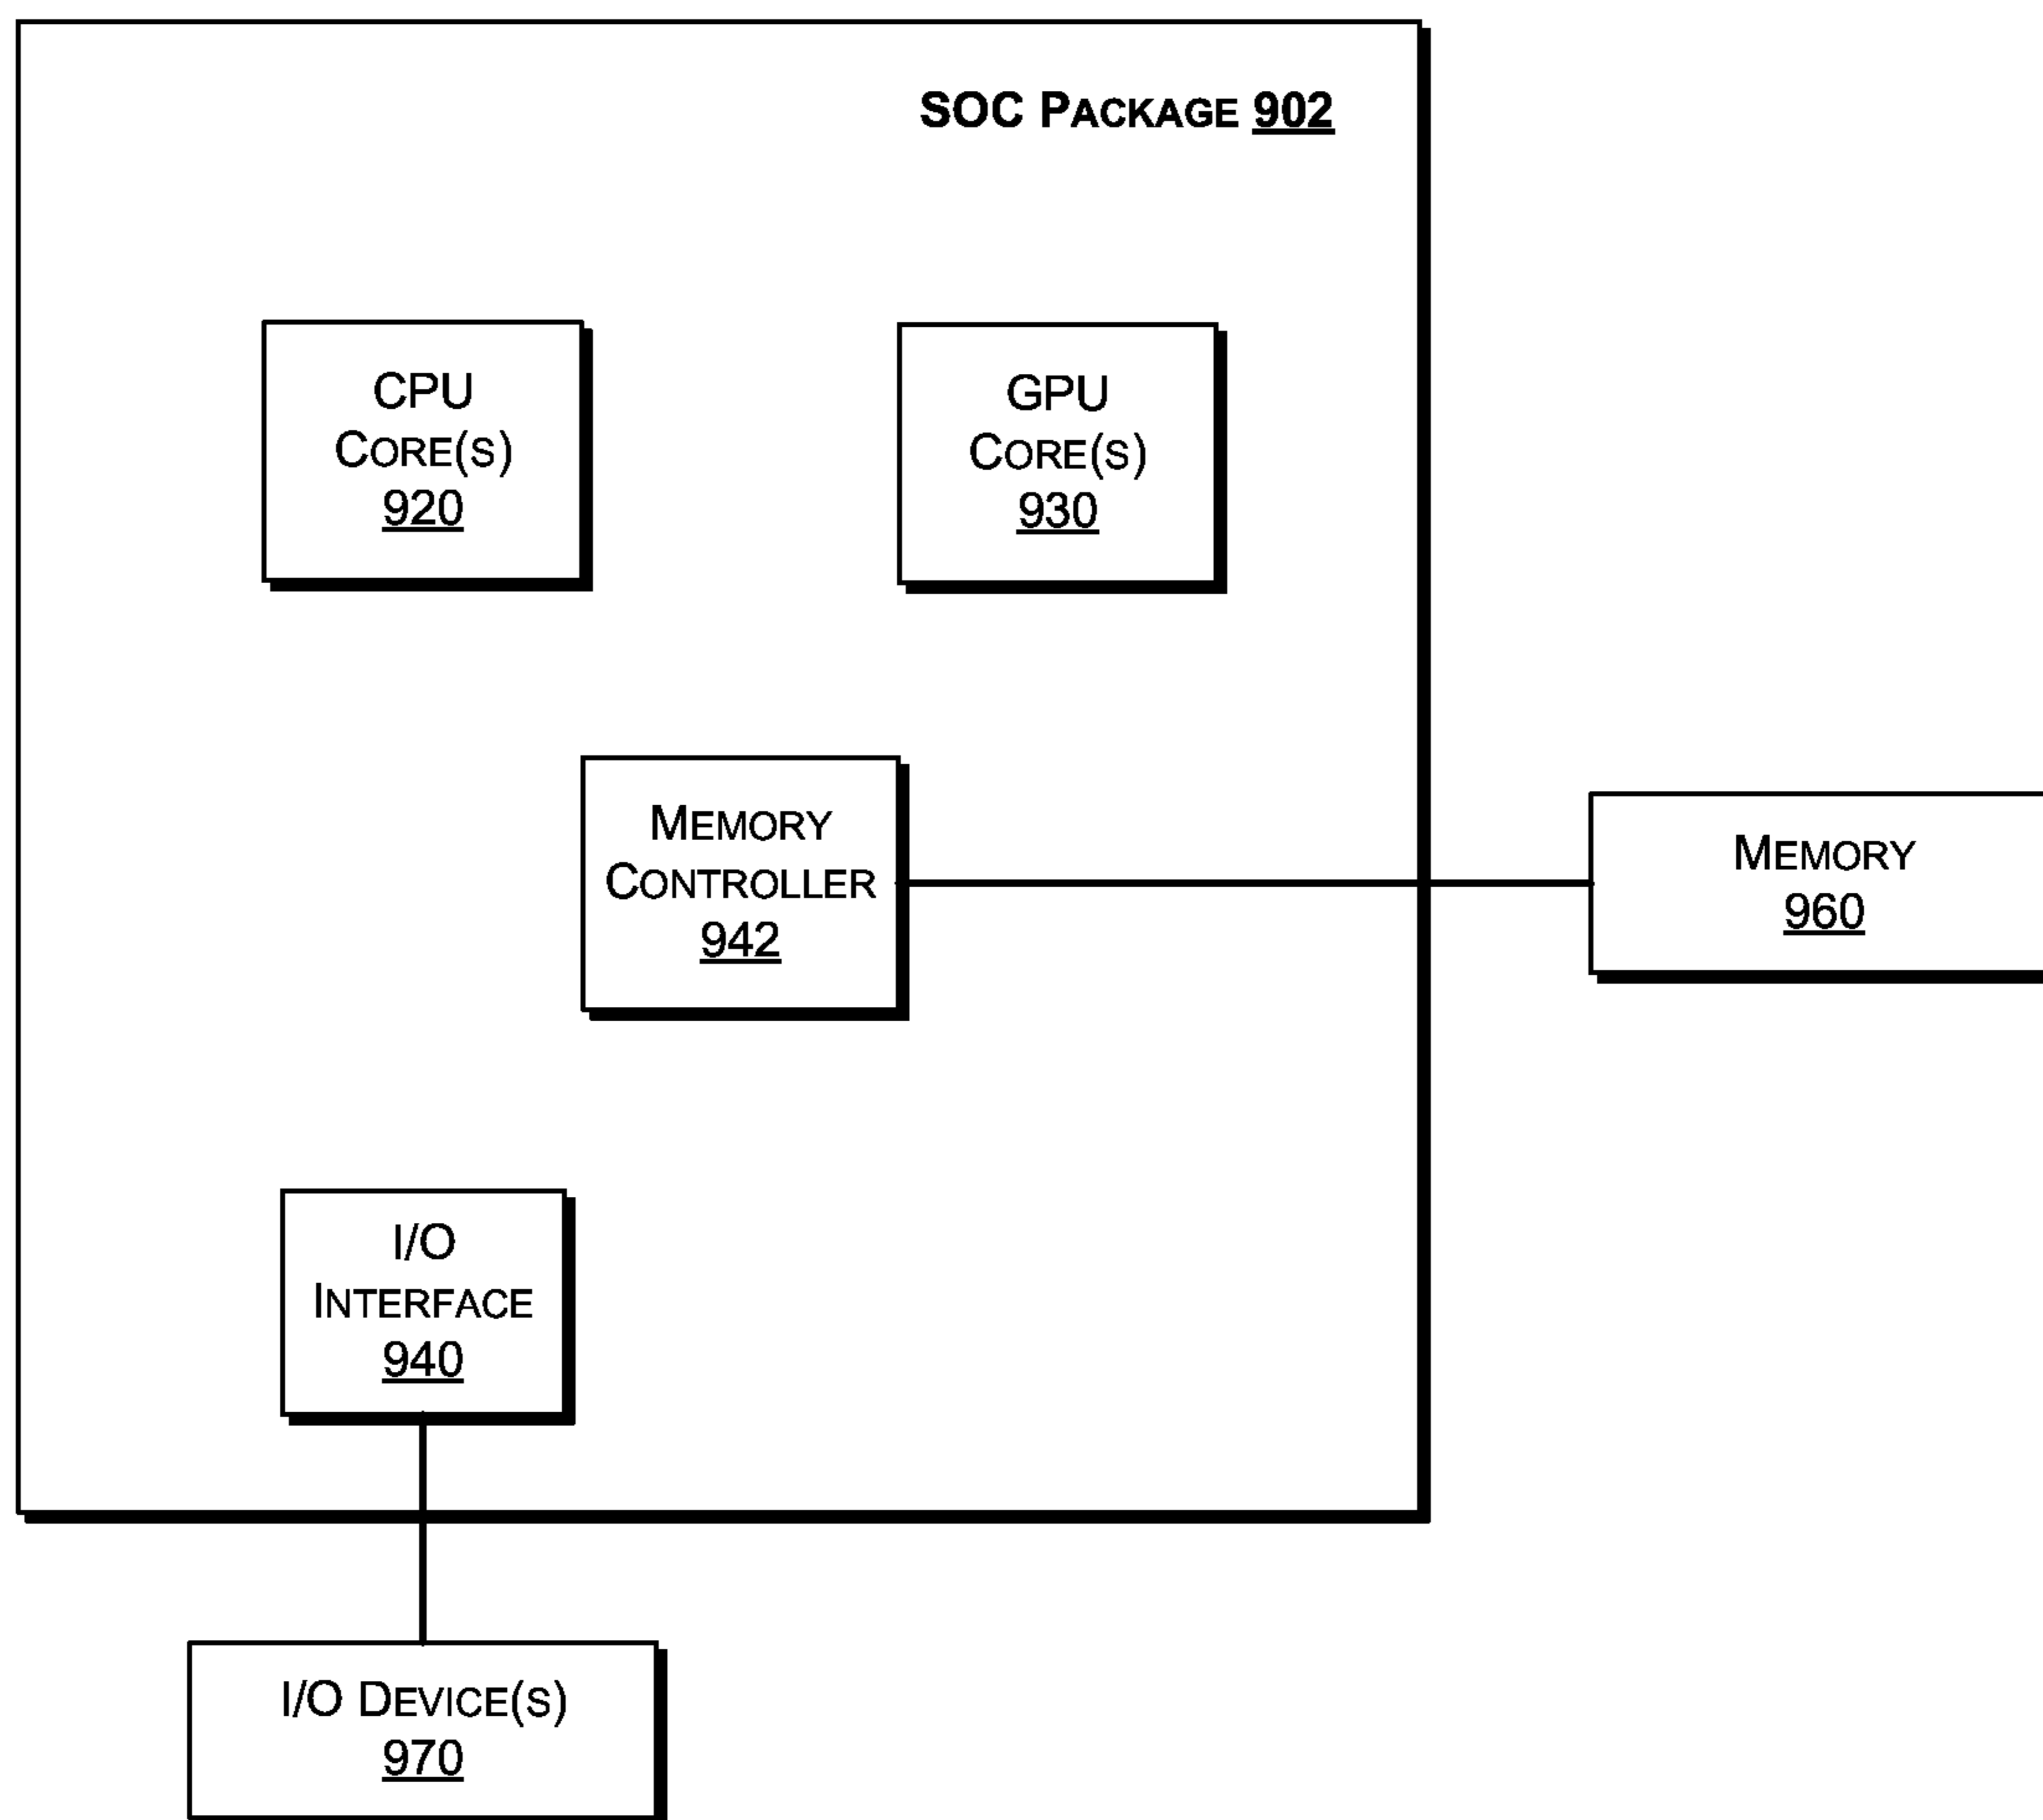 SOC PACKAGE 902
CPU
CORE(S)
920
GPU
CORE(S)
930
MEMORY
CONTROLLER
942
MEMORY
960
I/O
INTERFACE
940
I/O DEVICE(S)
970